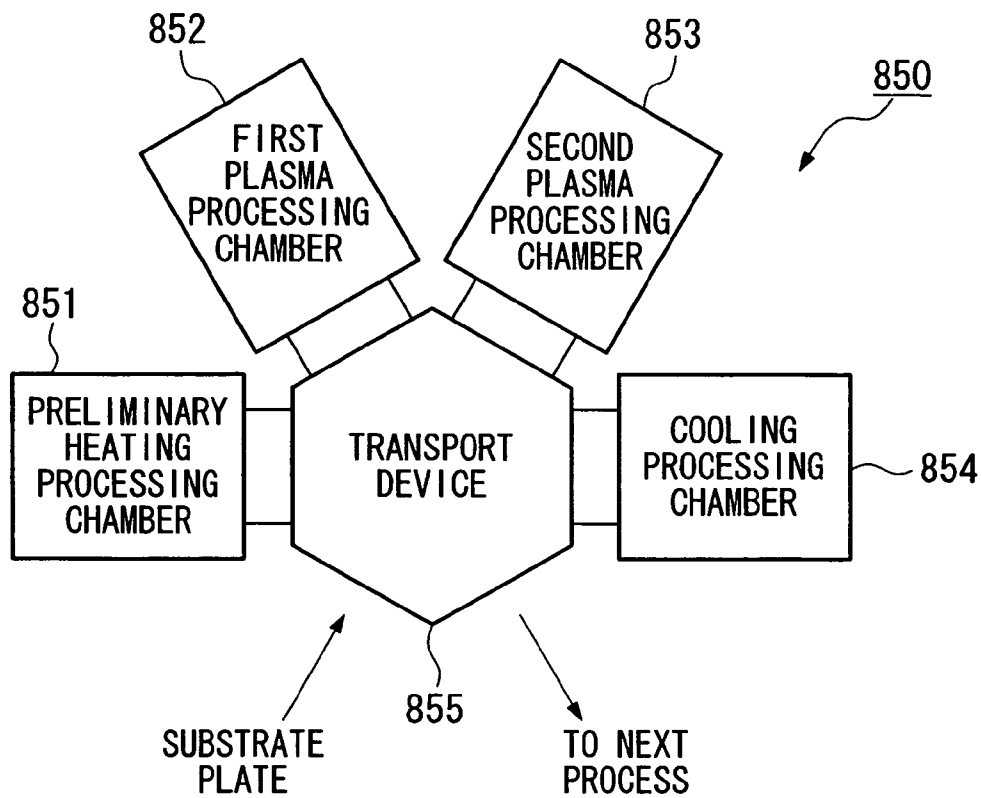 852
853
850
FIRST
PLASMA
PROCESSING
CHAMBER
SECOND
PLASMA
PROCESSING
CHAMBER
851
PRELIMINARY
HEATING
PROCESSING
CHAMBER
TRANSPORT
DEVICE
COOLING
PROCESSING
CHAMBER
854
855
SUBSTRATE
PLATE
TO NEXT
PROCESS